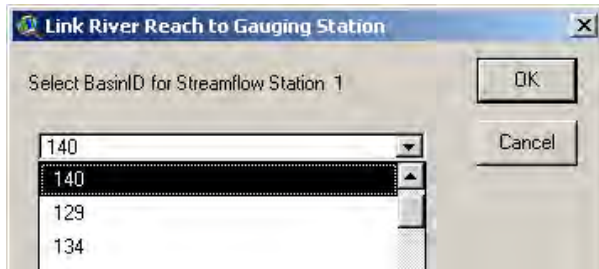 Link River Reach to Gauging Station
Select BasinID for Streamflow Station 1
OK
Cancel
140
140
129
134